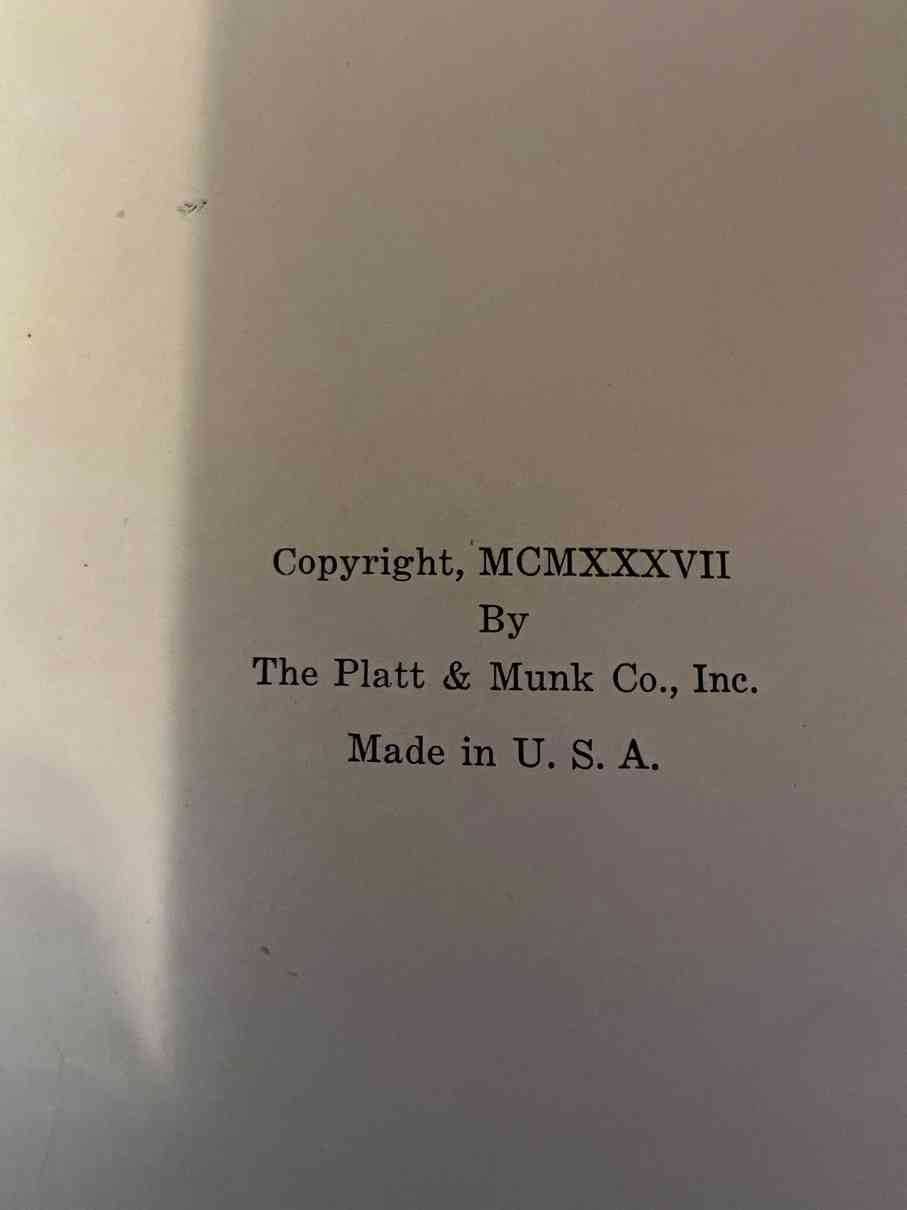 Copyright, MCMXXXVII
By
The Platt & Munk Co., Inc.
Made in U. S. A.